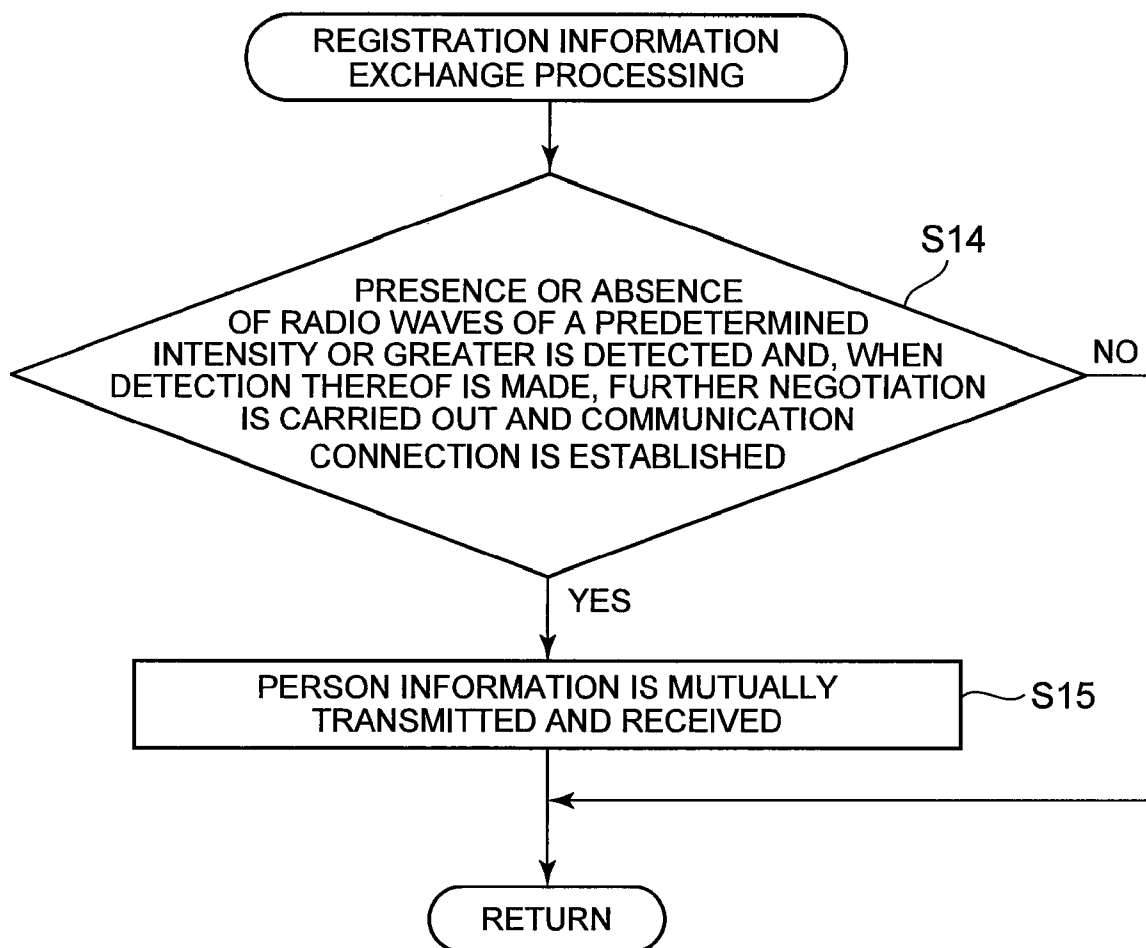 REGISTRATION INFORMATION
EXCHANGE PROCESSING
S14
PRESENCE OR ABSENCE
OF RADIO WAVES OF A PREDETERMINED
INTENSITY OR GREATER IS DETECTED AND, WHEN
DETECTION THEREOF IS MADE, FURTHER NEGOTIATION
IS CARRIED OUT AND COMMUNICATION
CONNECTION IS ESTABLISHED
NO
YES
PERSON INFORMATION IS MUTUALLY
TRANSMITTED AND RECEIVED
S15
RETURN